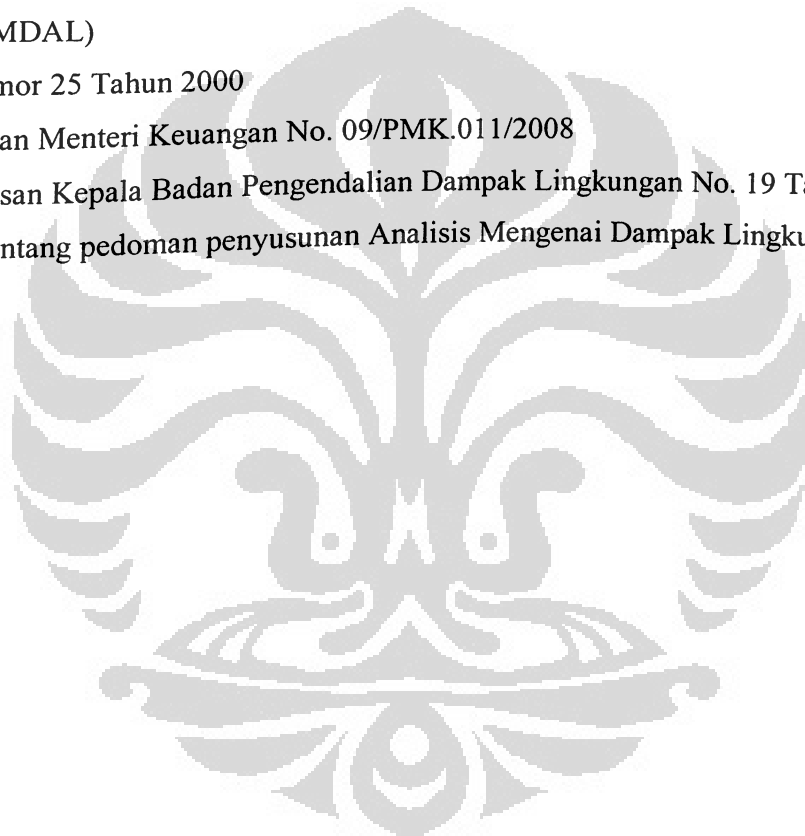 MDAL)
mor 25 Tahun 2000
an Menteri Keuangan No. 09/PMK.011/2008
san Kepala Badan Pengendalian Dampak Lingkungan No. 19 Ta
ntang pedoman penyusunan Analisis Mengenai Dampak Lingku